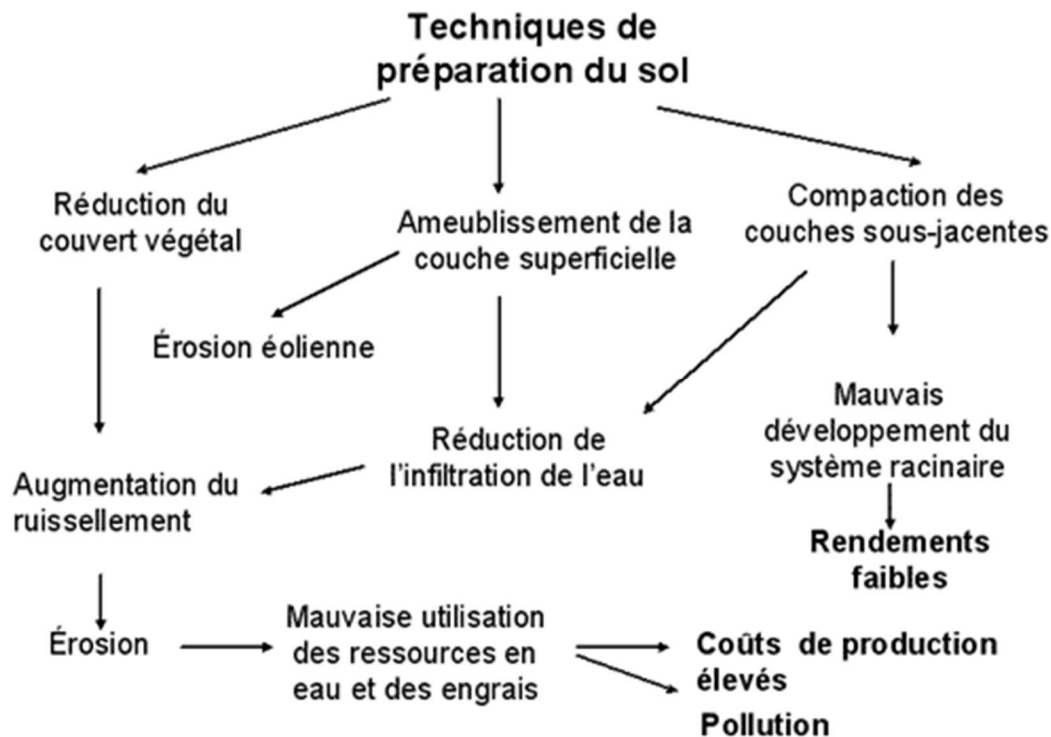 Techniques de
préparation du sol
Réduction du
couvert végétal
Ameublissement de la
couche superficielle
Compaction des
couches sous-jacentes
Érosion éolienne
Mauvais
développement du
système racinaire
Réduction de
l'infiltration de l'eau
Augmentation du
ruissellement
Rendements
faibles
Érosion
Mauvaise utilisation
des ressources en
eau et des engrais
Coûts de production
élevés
Pollution